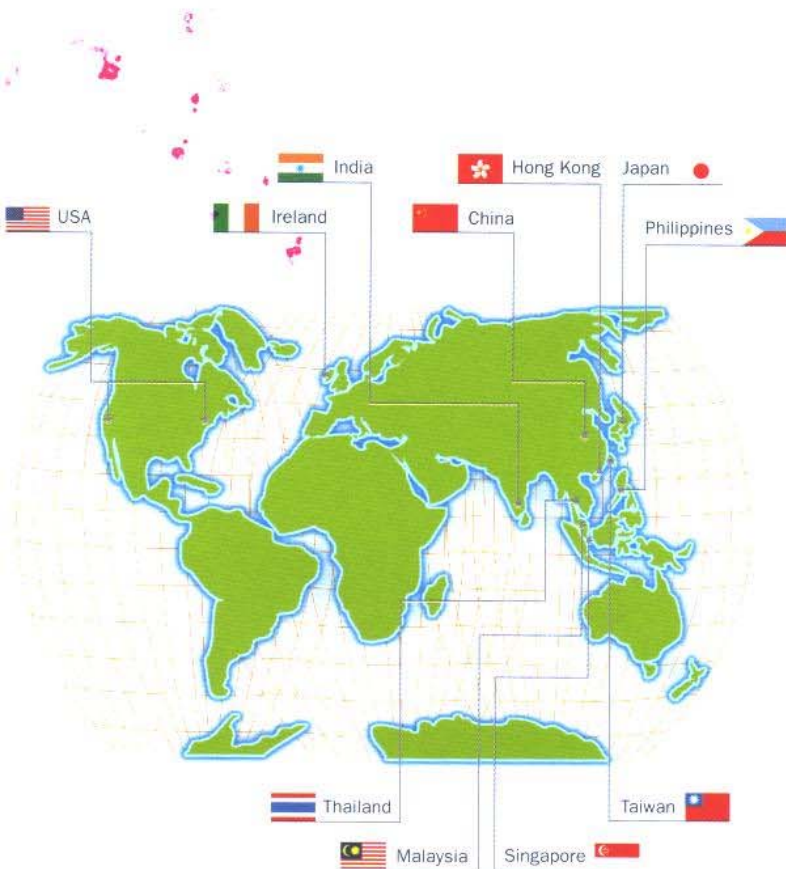 India
Hong Kong
Japan
USA
Ireland
China
Philippines
Thailand
Taiwan
Malaysia
Singapore